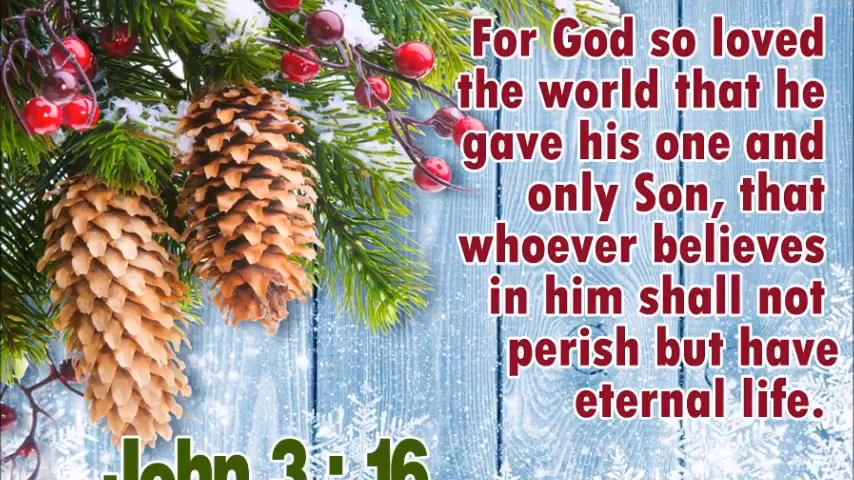 For God so loved
the world that he
gave his one and
only Son, that
whoever believes
in him shall not
perish but have
eternal life.
John 3 : 16